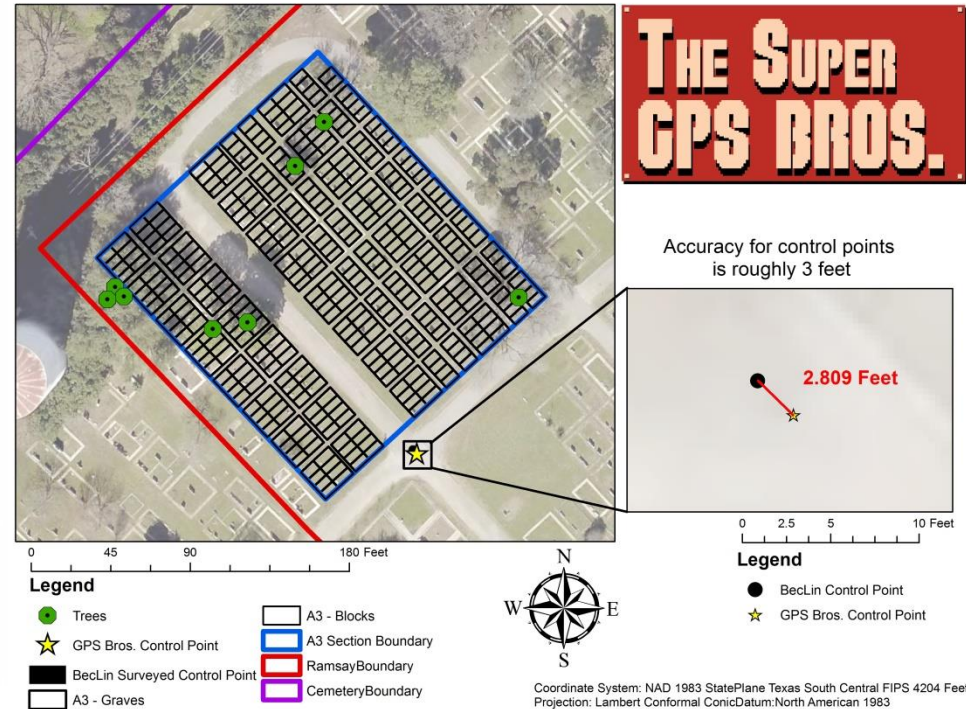 THE SUPER
GPS BROS.
Accuracy for control points
is roughly 3 feet
2.809 Feet
0 2.5 5 10 Feet
Legend
BecLin Control Point
GPS Bros. Control Point
0 45 90 180 Feet
Legend
Trees
GPS Bros. Control Point
BecLin Surveyed Control Point
A3 - Graves
A3 - Blocks
A3 Section Boundary
RamsayBoundary
CemeteryBoundary
N
W E
S
Coordinate System: NAD 1983 StatePlane Texas South Central FIPS 4204 Feet
Projection: Lambert Conformal ConicDatum:North American 1983